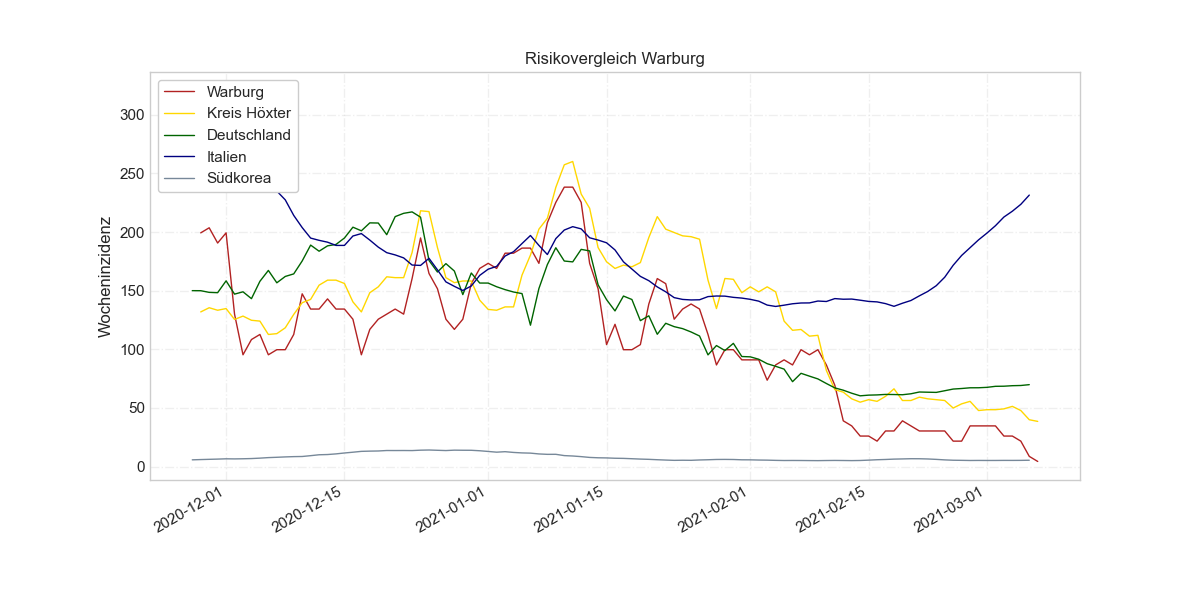 Risikovergleich Warburg
Warburg
Kreis Höxter
Deutschland
Italien
Südkorea
Wocheninzidenz
300
250
200
150
100
50
0
2020-12-01
2020-12-15
2021-01-01
2021-01-15
2021-02-01
2021-02-15
2021-03-01